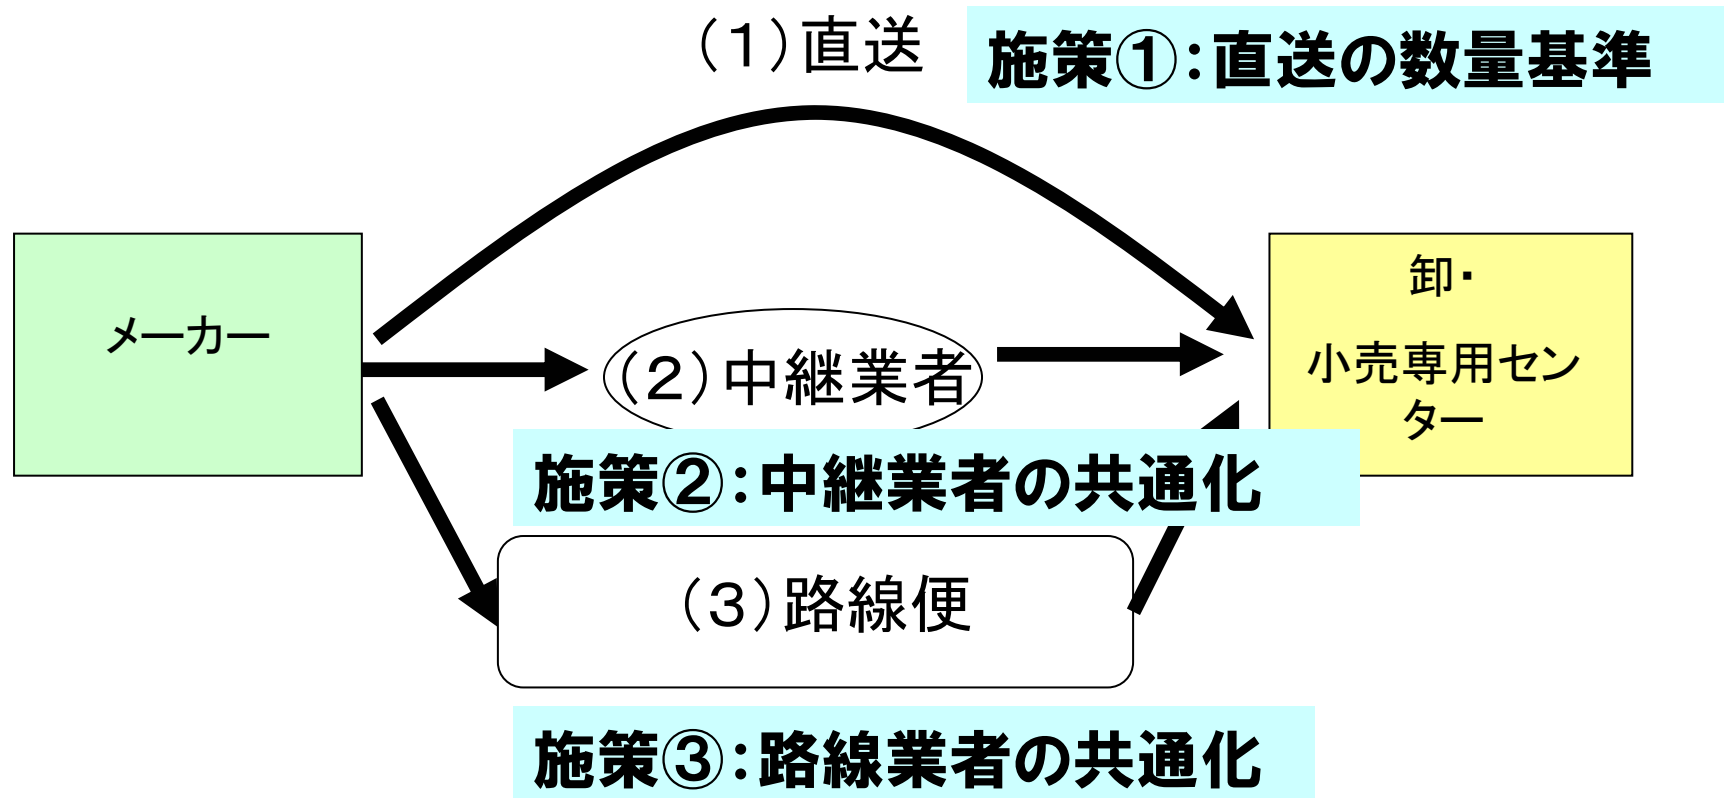 （１）直送
施策①：直送の数量基準
メーカー
卸・
小売専用セン
ター
（２）中継業者
施策②：中継業者の共通化
（３）路線便
施策③：路線業者の共通化